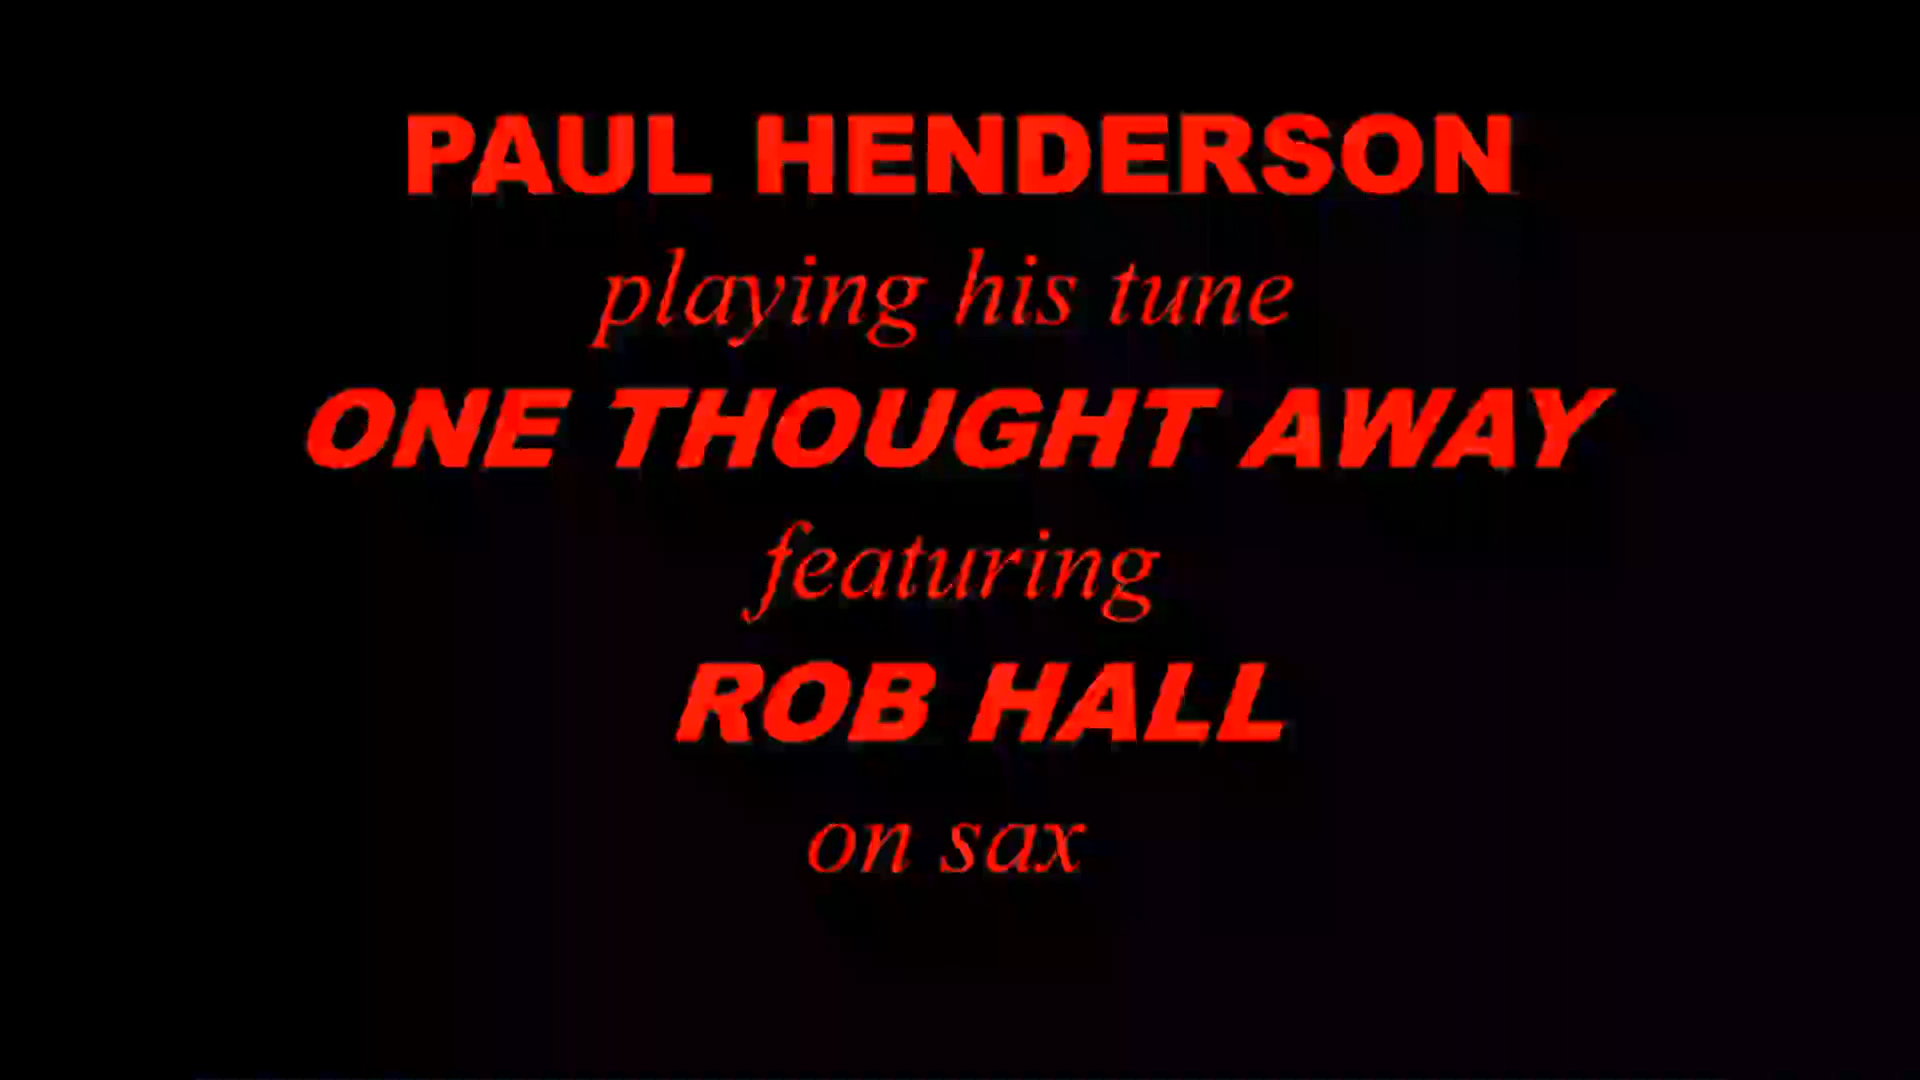 PAUL HENDERSON
playing his tune
ONE THOUGHT AWAY
featuring
ROB HALL
on sax